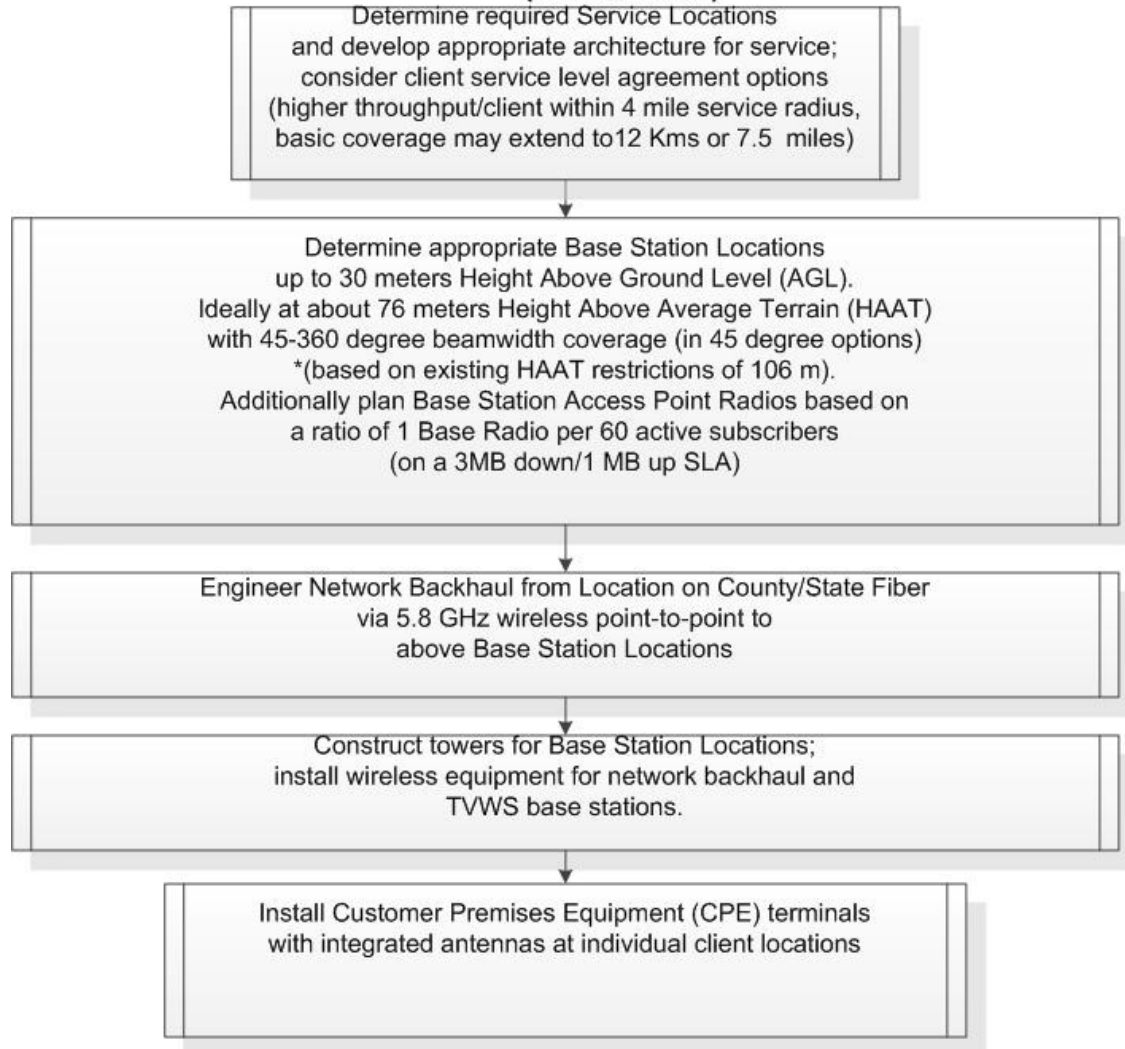 Determine required Service Locations
and develop appropriate architecture for service;
consider client service level agreement options
(higher throughput/client within 4 mile service radius,
basic coverage may extend to12 Kms or 7.5 miles)
Determine appropriate Base Station Locations
up to 30 meters Height Above Ground Level (AGL).
Ideally at about 76 meters Height Above Average Terrain (HAAT)
with 45-360 degree beamwidth coverage (in 45 degree options)
*(based on existing HAAT restrictions of 106 m).
Additionally plan Base Station Access Point Radios based on
a ratio of 1 Base Radio per 60 active subscribers
(on a 3MB down/1 MB up SLA)
Engineer Network Backhaul from Location on County/State Fiber
via 5.8 GHz wireless point-to-point to
above Base Station Locations
Construct towers for Base Station Locations;
install wireless equipment for network backhaul and
TVWS base stations.
Install Customer Premises Equipment (CPE) terminals
with integrated antennas at individual client locations